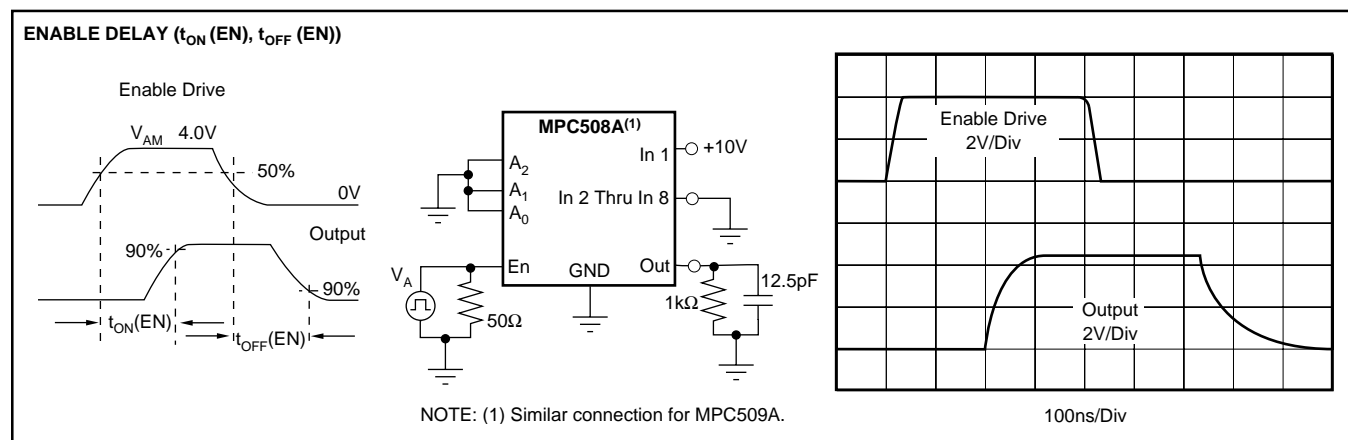 ENABLE DELAY (tON (EN), tOFF (EN))
Enable Drive
VAM 4.0V
50%
0V
Output
90%
90%
tON(EN)
tOFF(EN)
MPC508A(1)
In 1
+10V
A2
A1
A0
In 2 Thru In 8
En
GND
Out
VA
50Ω
1kΩ
12.5pF
NOTE: (1) Similar connection for MPC509A.
Enable Drive
2V/Div
Output
2V/Div
100ns/Div